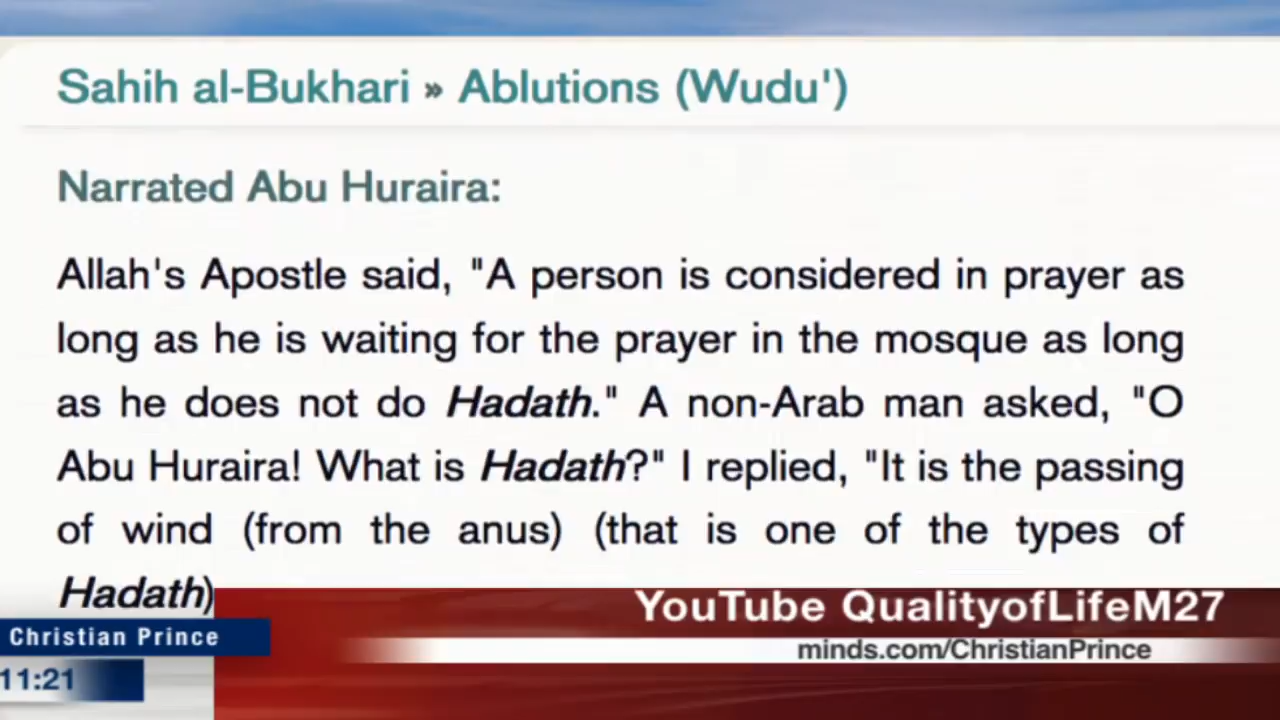 Sahih al-Bukhari » Ablutions (Wudu')
Narrated Abu Huraira:
Allah's Apostle said, "A person is considered in prayer as
long as he is waiting for the prayer in the mosque as long
as he does not do Hadath." A non-Arab man asked, "O
Abu Huraira! What is Hadath?" I replied, "It is the passing
of wind (from the anus) (that is one of the types of
Hadath)
YouTube QualityofLifeM27
Christian Prince
minds.com/ChristianPrince
11:21